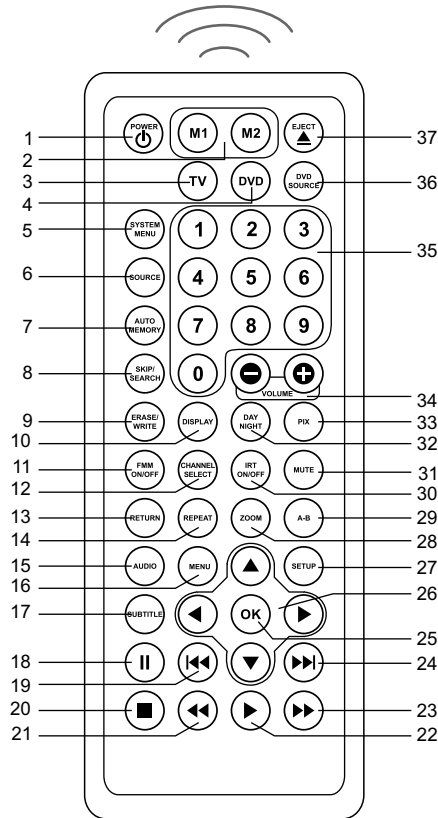 POWER M1 M2 EJECT
1 37
2
TV DVD DVD SOURCE
3 36
4
SYSTEM MENU 1 2 3
5 35
SOURCE 4 5 6
6
AUTO MEMORY 7 8 9
7
SKIP/ SEARCH 0
8
VOLUME
34
ERASE/ WRITE DISPLAY DAY NIGHT PIX
9 33
10 32
FMM ON/OFF CHANNEL SELECT IRT ON/OFF MUTE
11 31
12 30
RETURN REPEAT ZOOM A-B
13 29
14 28
AUDIO MENU SETUP
15 27
16 26
SUBTITLE OK
17 25
18 24
19
20 23
21 22